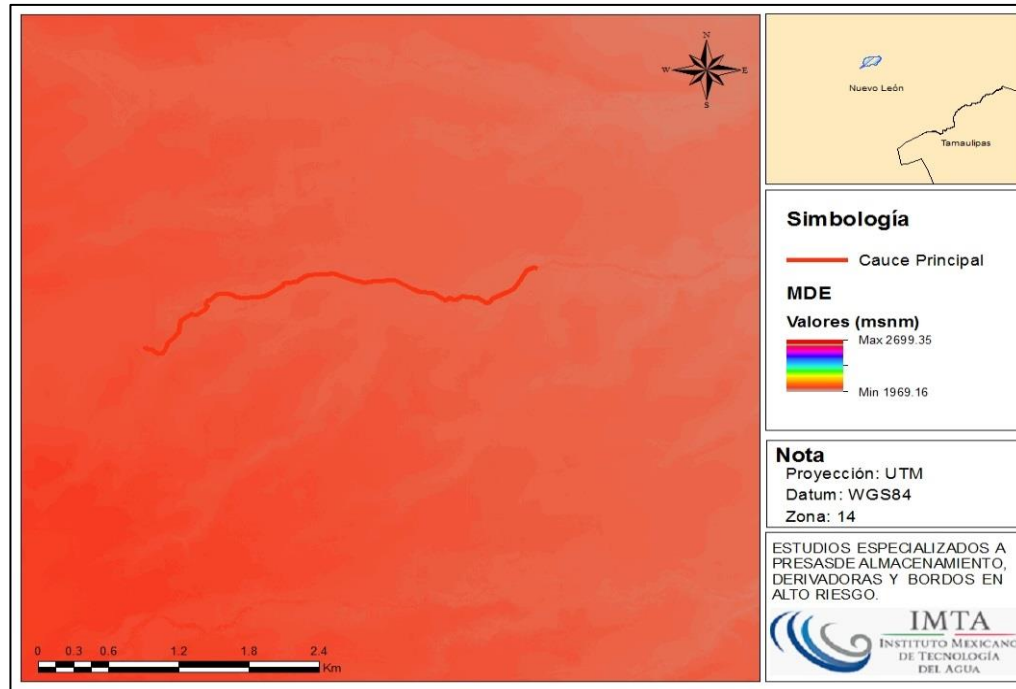 N
W E
S
0 0.3 0.6 1.2 1.8 2.4
Km
Nuevo León
Tamaulipas
Simbología
Cauce Principal
MDE
Valores (msnm)
Max 2699.35
Min 1969.16
Nota
Proyección: UTM
Datum: WGS84
Zona: 14
ESTUDIOS ESPECIALIZADOS A
PRESASDE ALMACENAMIENTO,
DERIVADORAS Y BORDOS EN
ALTO RIESGO.
IMTA
INSTITUTO MEXICANO
DE TECNOLOGÍA
DEL AGUA